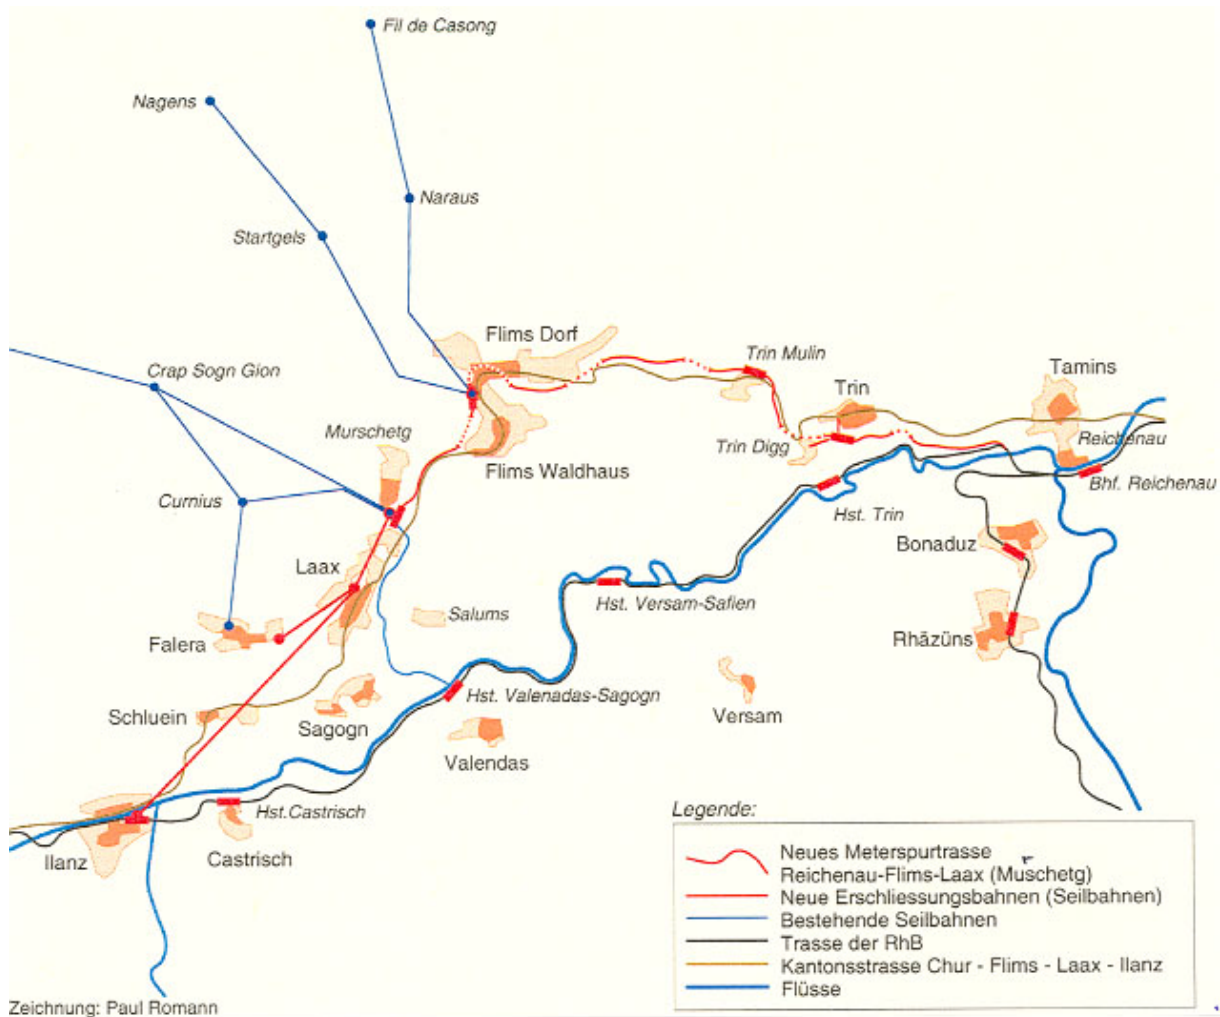 Fil de Casong
Nagens
Naraus
Startgels
Flims Dorf
Trin Mulin
Crap Sogn Gion
Tamins
Trin
Murschetg
Reichenau
Trin Digg
Flims Waldhaus
Bhf. Reichenau
Curnius
Hst. Trin
Bonaduz
Laax
Hst. Versam-Safien
Salums
Falera
Rhäzüns
Hst. Valenadas-Sagogn
Schluein
Versam
Sagogn
Valendas
Hst.Castrisch
Legende:
Ilanz
Castrisch
Neues Meterspurtrasse
r
Reichenau-Flims-Laax (Muschetg)
Neue Erschliessungsbahnen (Seilbahnen)
Bestehende Seilbahnen
Trasse der RhB
Kantonsstrasse Chur - Flims - Laax - Ilanz
Flüsse
Zeichnung: Paul Romann